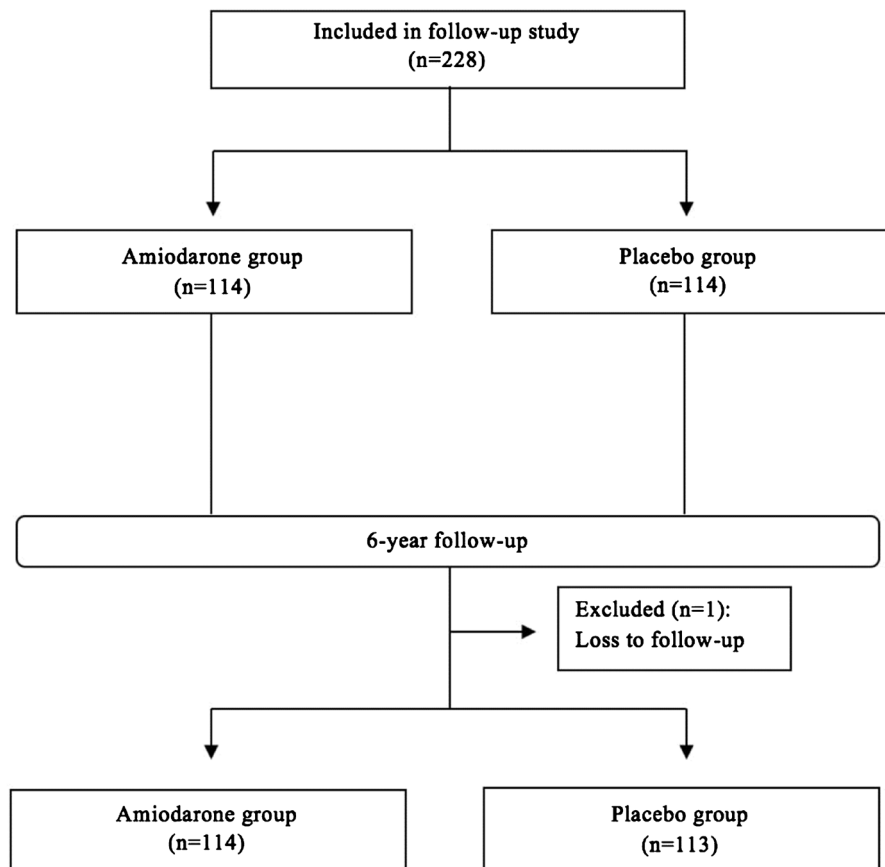 Included in follow-up study
(n=228)
Amiodarone group
(n=114)
Placebo group
(n=114)
6-year follow-up
Excluded (n=1):
Loss to follow-up
Amiodarone group
(n=114)
Placebo group
(n=113)